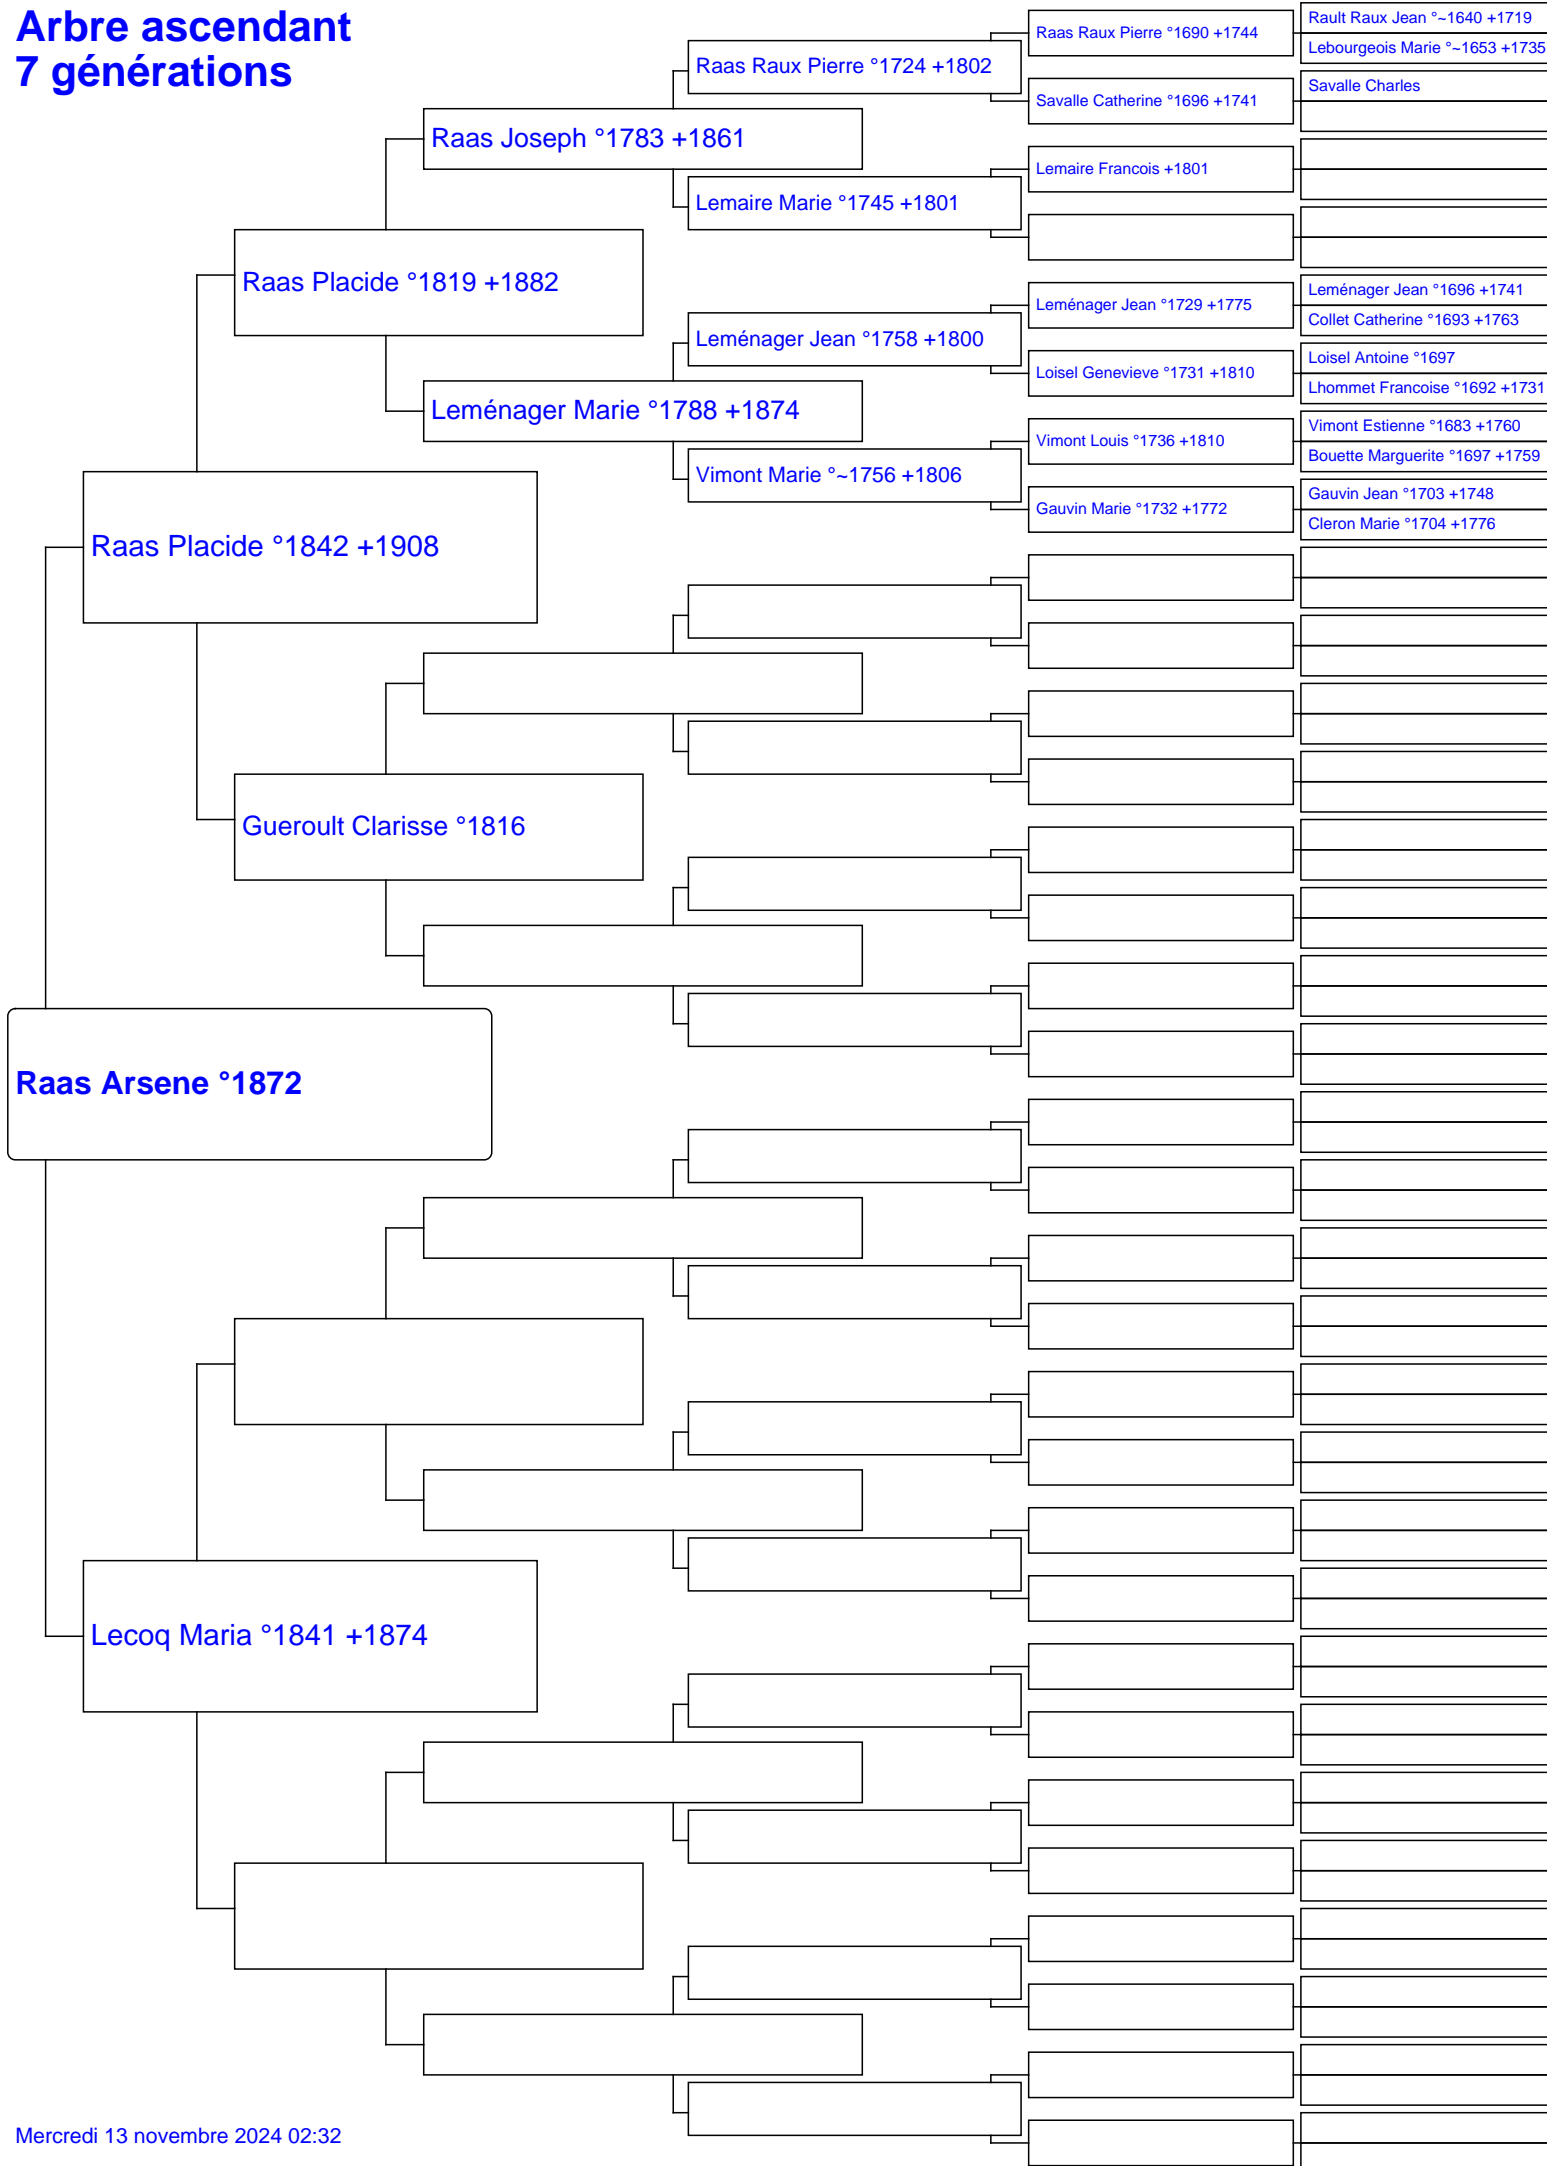 Arbre ascendant
7 générations
Raas Arsene °1872
Raas Placide °1842 +1908
Lecoq Maria °1841 +1874
Raas Placide °1819 +1882
Gueroult Clarisse °1816
Raas Joseph °1783 +1861
Leménager Marie °1788 +1874
Raas Raux Pierre °1724 +1802
Lemaire Marie °1745 +1801
Leménager Jean °1758 +1800
Vimont Marie °~1756 +1806
Raas Raux Pierre °1690 +1744
Savalle Catherine °1696 +1741
Lemaire Francois +1801
Leménager Jean °1729 +1775
Loisel Genevieve °1731 +1810
Vimont Louis °1736 +1810
Gauvin Marie °1732 +1772
Rault Raux Jean °~1640 +1719
Lebourgeois Marie °~1653 +1735
Savalle Charles
Leménager Jean °1696 +1741
Collet Catherine °1693 +1763
Loisel Antoine °1697
Lhommet Francoise °1692 +1731
Vimont Estienne °1683 +1760
Bouette Marguerite °1697 +1759
Gauvin Jean °1703 +1748
Cleron Marie °1704 +1776
Mercredi 13 novembre 2024 02:32